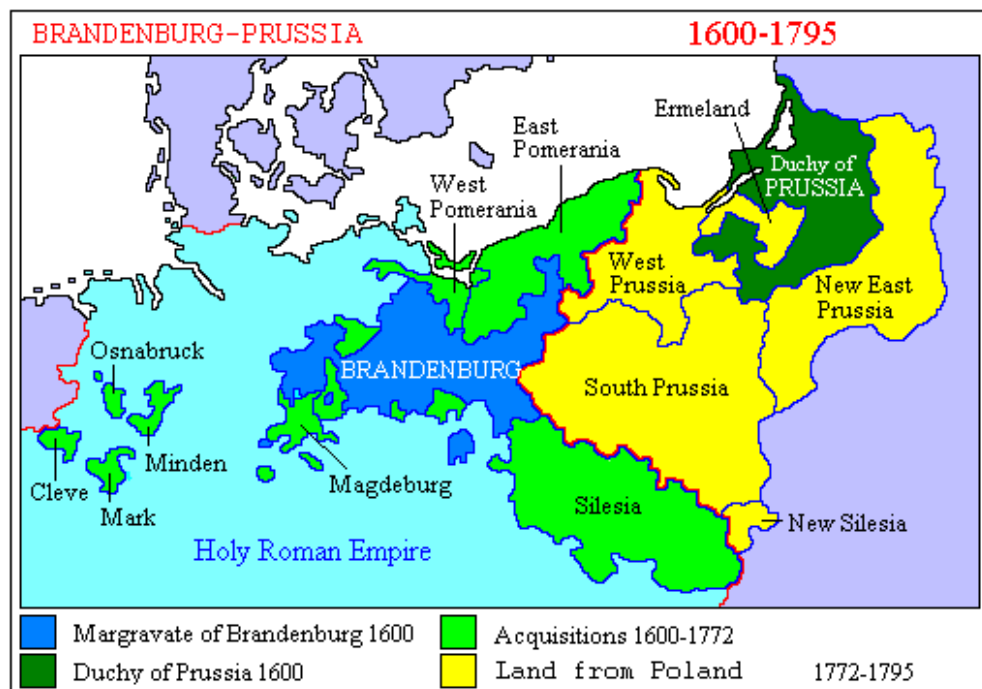 BRANDENBURG-PRUSSIA
1600-1795
Ermeland
East
Pomerania
West
Pomerania
Duchy of
PRUSSIA
West
Prussia
New East
Prussia
Osnabruck
BRANDENBURG
South Prussia
Minden
Cleve
Magdeburg
Mark
Silesia
New Silesia
Holy Roman Empire
Margravate of Brandenburg 1600
Acquisitions 1600-1772
Duchy of Prussia 1600
Land from Poland 1772-1795